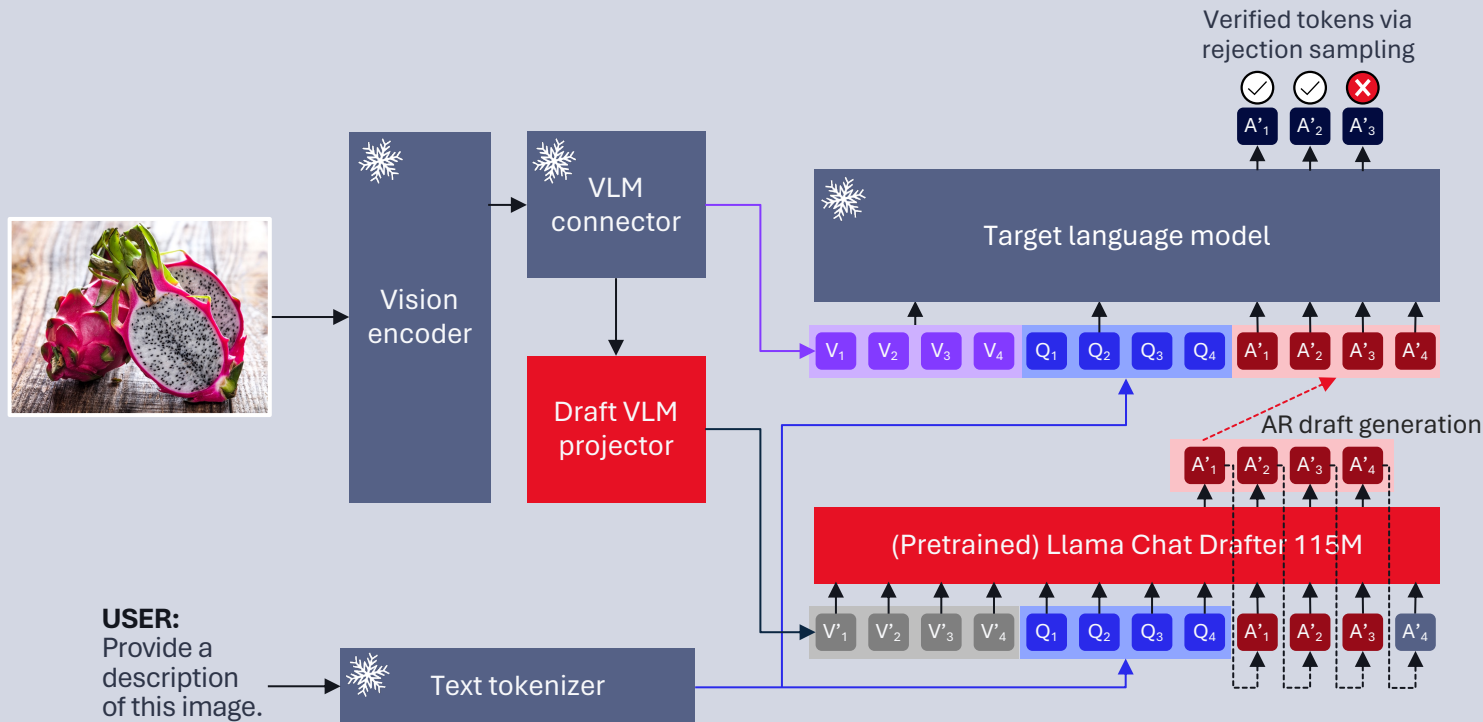 Verified tokens via
rejection sampling
A’₁ A’₂ A’₃
VLM
connector
Target language model
Vision
encoder
V₁ V₂ V₃ V₄ Q₁ Q₂ Q₃ Q₄ A’₁ A’₂ A’₃ A’₄
Draft VLM
projector
AR draft generation
A’₁ A’₂ A’₃ A’₄
(Pretrained) Llama Chat Drafter 115M
V’₁ V’₂ V’₃ V’₄ Q₁ Q₂ Q₃ Q₄ A’₁ A’₂ A’₃ A’₄
USER:
Provide a
description
of this image.
Text tokenizer